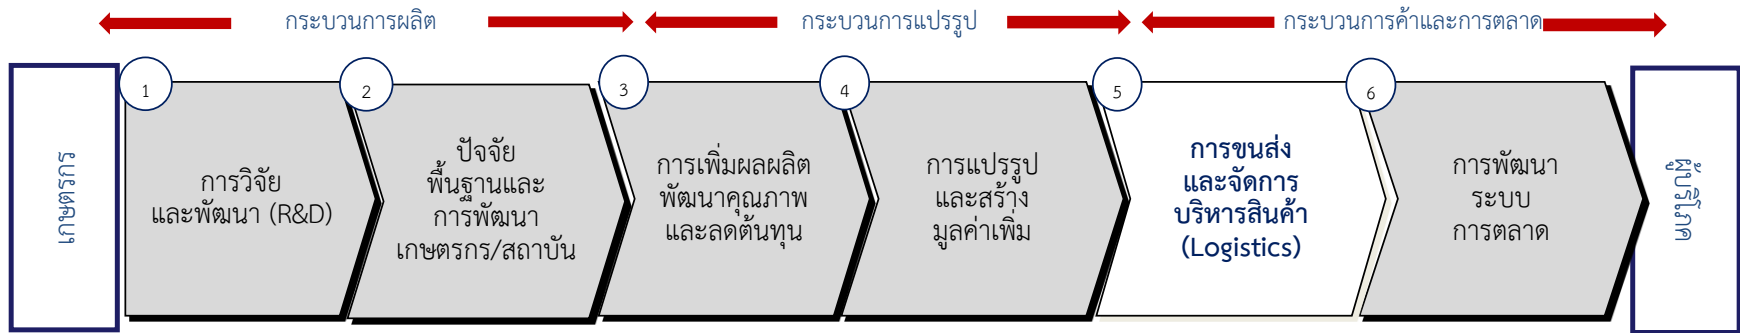 กระบวนการผลิต
กระบวนการแปรรูป
กระบวนการค้าและการตลาด
เกษตรกร
1
การวิจัย
และพัฒนา (R&D)
2
ปัจจัย
พื้นฐานและ
การพัฒนา
เกษตรกร/สถาบัน
3
การเพิ่มผลผลิต
พัฒนาคุณภาพ
และลดต้นทุน
4
การแปรรูป
และสร้าง
มูลค่าเพิ่ม
5
การขนส่ง
และจัดการ
บริหารสินค้า
(Logistics)
6
การพัฒนา
ระบบ
การตลาด
ผู้บริโภค